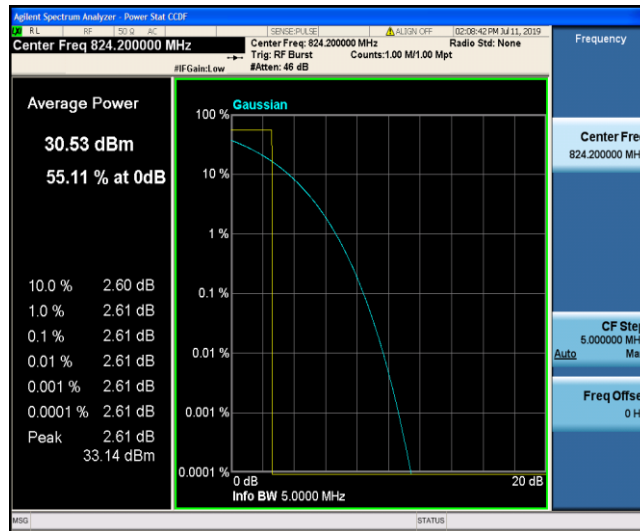 Agilent Spectrum Analyzer - Power Stat CCDF
RL RF 50 Ω AC SENSE:PULSE ALIGN OFF 02:08:42 PM Jul 11, 2019
Center Freq 824.200000 MHz
Center Freq: 824.200000 MHz Radio Std: None
Trig: RF Burst Counts:1.00 M/1.00 Mpt
#IFGain:Low #Atten: 46 dB
Frequency
Average Power
30.53 dBm
55.11 % at 0dB
10.0 % 2.60 dB
1.0 % 2.61 dB
0.1 % 2.61 dB
0.01 % 2.61 dB
0.001 % 2.61 dB
0.0001 % 2.61 dB
Peak 2.61 dB
33.14 dBm
Gaussian
100 %
10 %
1 %
0.1 %
0.01 %
0.001 %
0.0001 %
0 dB 20 dB
Info BW 5.0000 MHz
Center Fre
824.200000 MH
CF Step
5.000000 MH
Auto Ma
Freq Offse
0 H
MSG STATUS